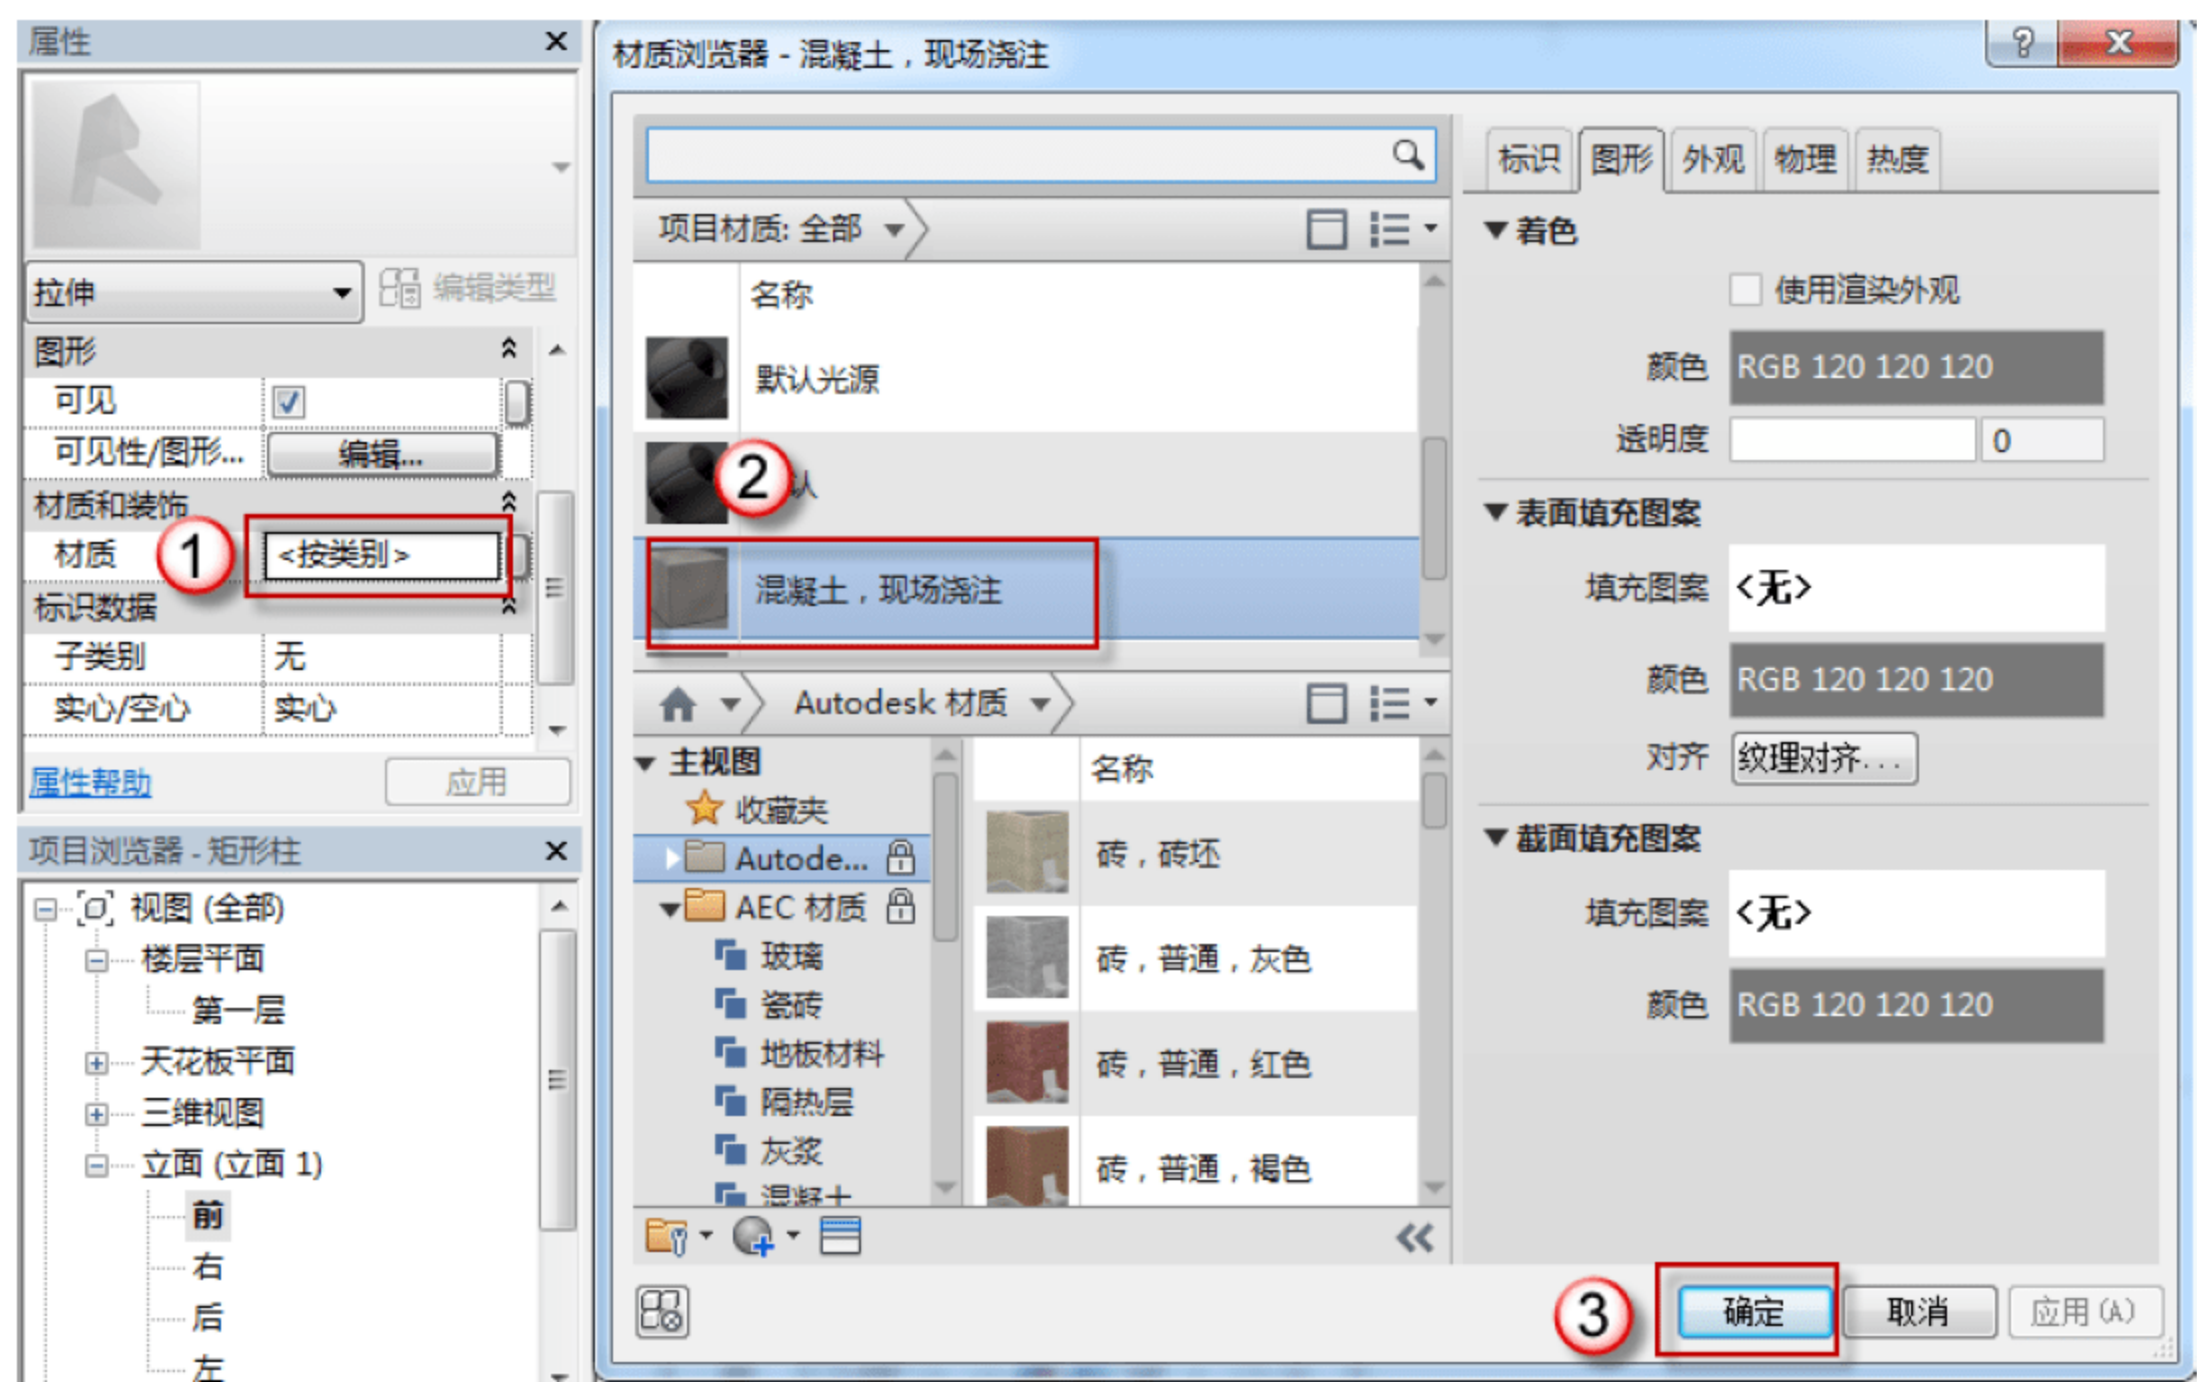 属性
拉伸
编辑类型
图形
可见
可见性/图形...
编辑...
材质和装饰
材质
1
<按类别>
标识数据
子类别
无
实心/空心
实心
属性帮助
应用
项目浏览器 - 矩形柱
视图 (全部)
楼层平面
第一层
天花板平面
三维视图
立面 (立面 1)
前
右
后
左
材质浏览器 - 混凝土，现场浇注
?
项目材质: 全部
名称
默认光源
2
认
混凝土，现场浇注
Autodesk 材质
主视图
收藏夹
Autode...
AEC 材质
玻璃
瓷砖
地板材料
隔热层
灰浆
混凝土
名称
砖，砖坯
砖，普通，灰色
砖，普通，红色
砖，普通，褐色
标识
图形
外观
物理
热度
着色
使用渲染外观
颜色
RGB 120 120 120
透明度
0
表面填充图案
填充图案
<无>
颜色
RGB 120 120 120
对齐
纹理对齐...
截面填充图案
填充图案
<无>
颜色
RGB 120 120 120
3
确定
取消
应用(A)